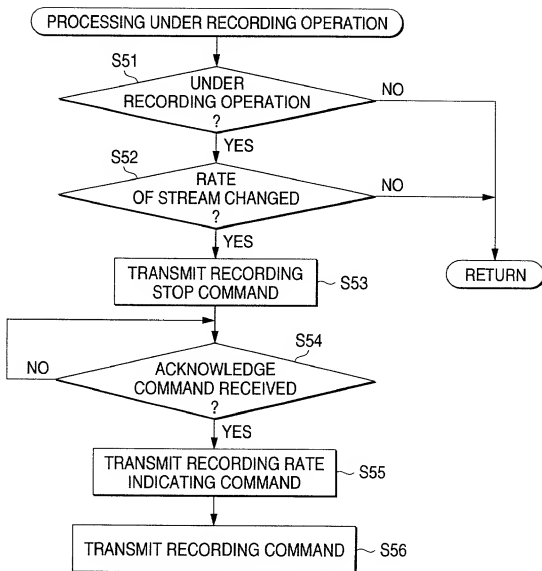 PROCESSING UNDER RECORDING OPERATION
S51
UNDER
RECORDING OPERATION
?
NO
YES
S52
RATE
OF STREAM CHANGED
?
NO
YES
RETURN
TRANSMIT RECORDING
STOP COMMAND
S53
S54
NO
ACKNOWLEDGE
COMMAND RECEIVED
?
YES
TRANSMIT RECORDING RATE
INDICATING COMMAND
S55
TRANSMIT RECORDING COMMAND
S56